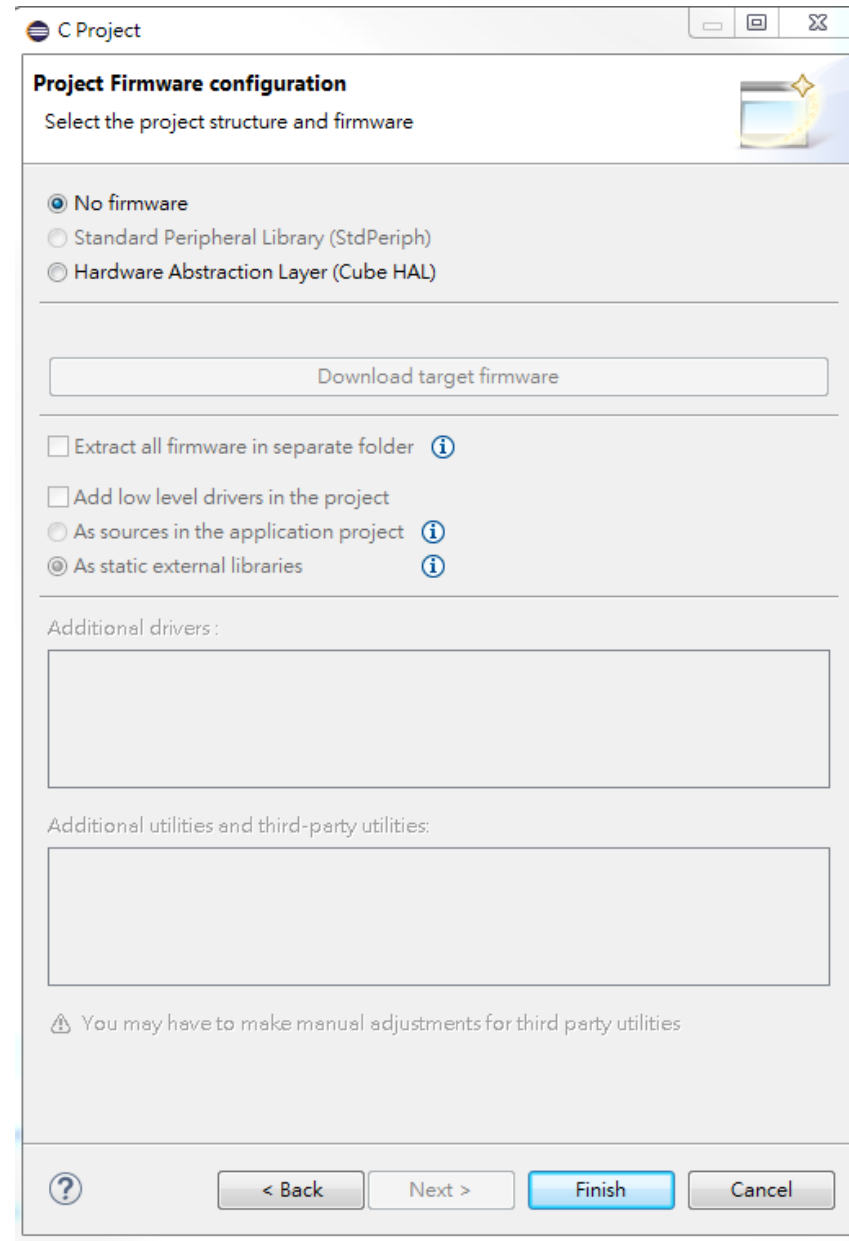 C Project
Project Firmware configuration
Select the project structure and firmware
No firmware
Standard Peripheral Library (StdPeriph)
Hardware Abstraction Layer (Cube HAL)
Download target firmware
Extract all firmware in separate folder
Add low level drivers in the project
As sources in the application project
As static external libraries
Additional drivers :
Additional utilities and third-party utilities:
You may have to make manual adjustments for third party utilities
< Back Next > Finish Cancel